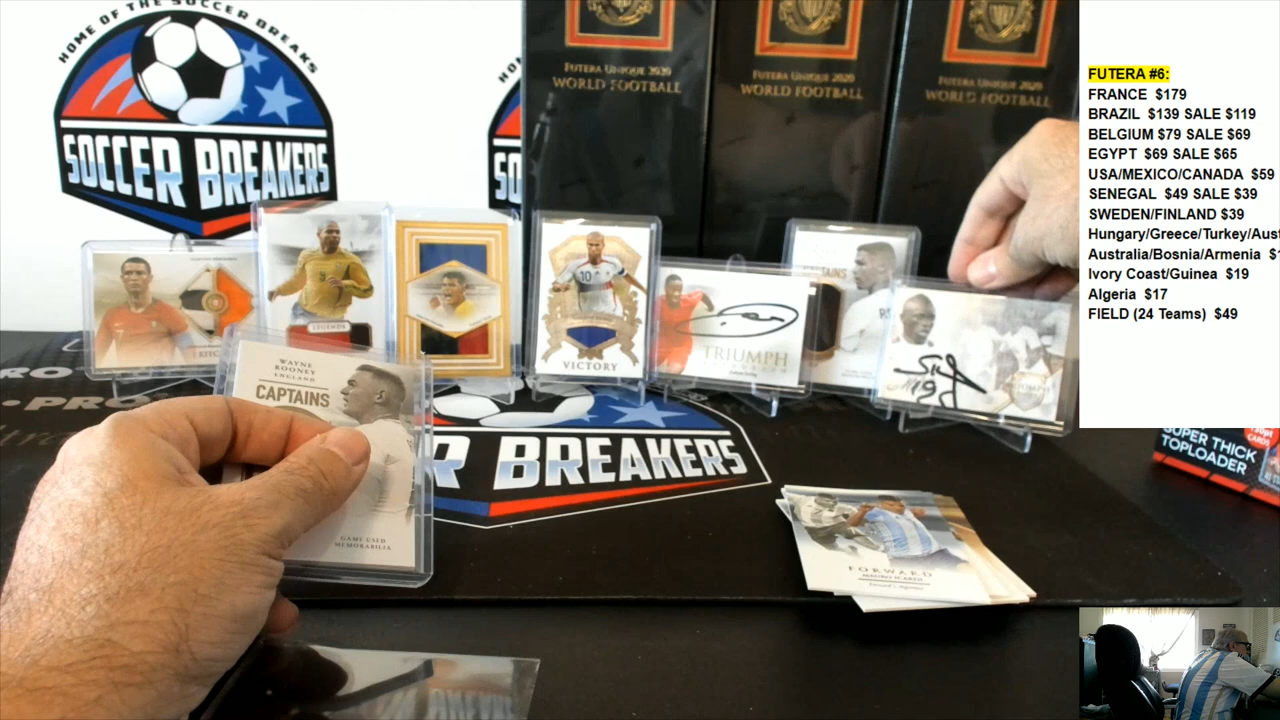 HOME OF THE SOCCER BREAKS
SOCCER BREAKERS
FUTERA UNIQUE 2020
WORLD FOOTBALL
FUTERA UNIQUE 2020
WORLD FOOTBALL
FUTERA UNIQUE 2020
WORLD FOOTBALL
FUTERA #6:
FRANCE $179
BRAZIL $139 SALE $119
BELGIUM $79 SALE $69
EGYPT $69 SALE $65
USA/MEXICO/CANADA $59
SENEGAL $49 SALE $39
SWEDEN/FINLAND $39
Hungary/Greece/Turkey/Aust
Australia/Bosnia/Armenia $1
Ivory Coast/Guinea $19
Algeria $17
FIELD (24 Teams) $49
LEGENDS
VICTORY
TRIUMPH
WAYNE
ROONEY
ENGLAND
CAPTAINS
GAME USED
MEMORABILIA
R BREAKERS
FORWARD
MAURO ICARDI
SUPER THICK
TOPLOADER